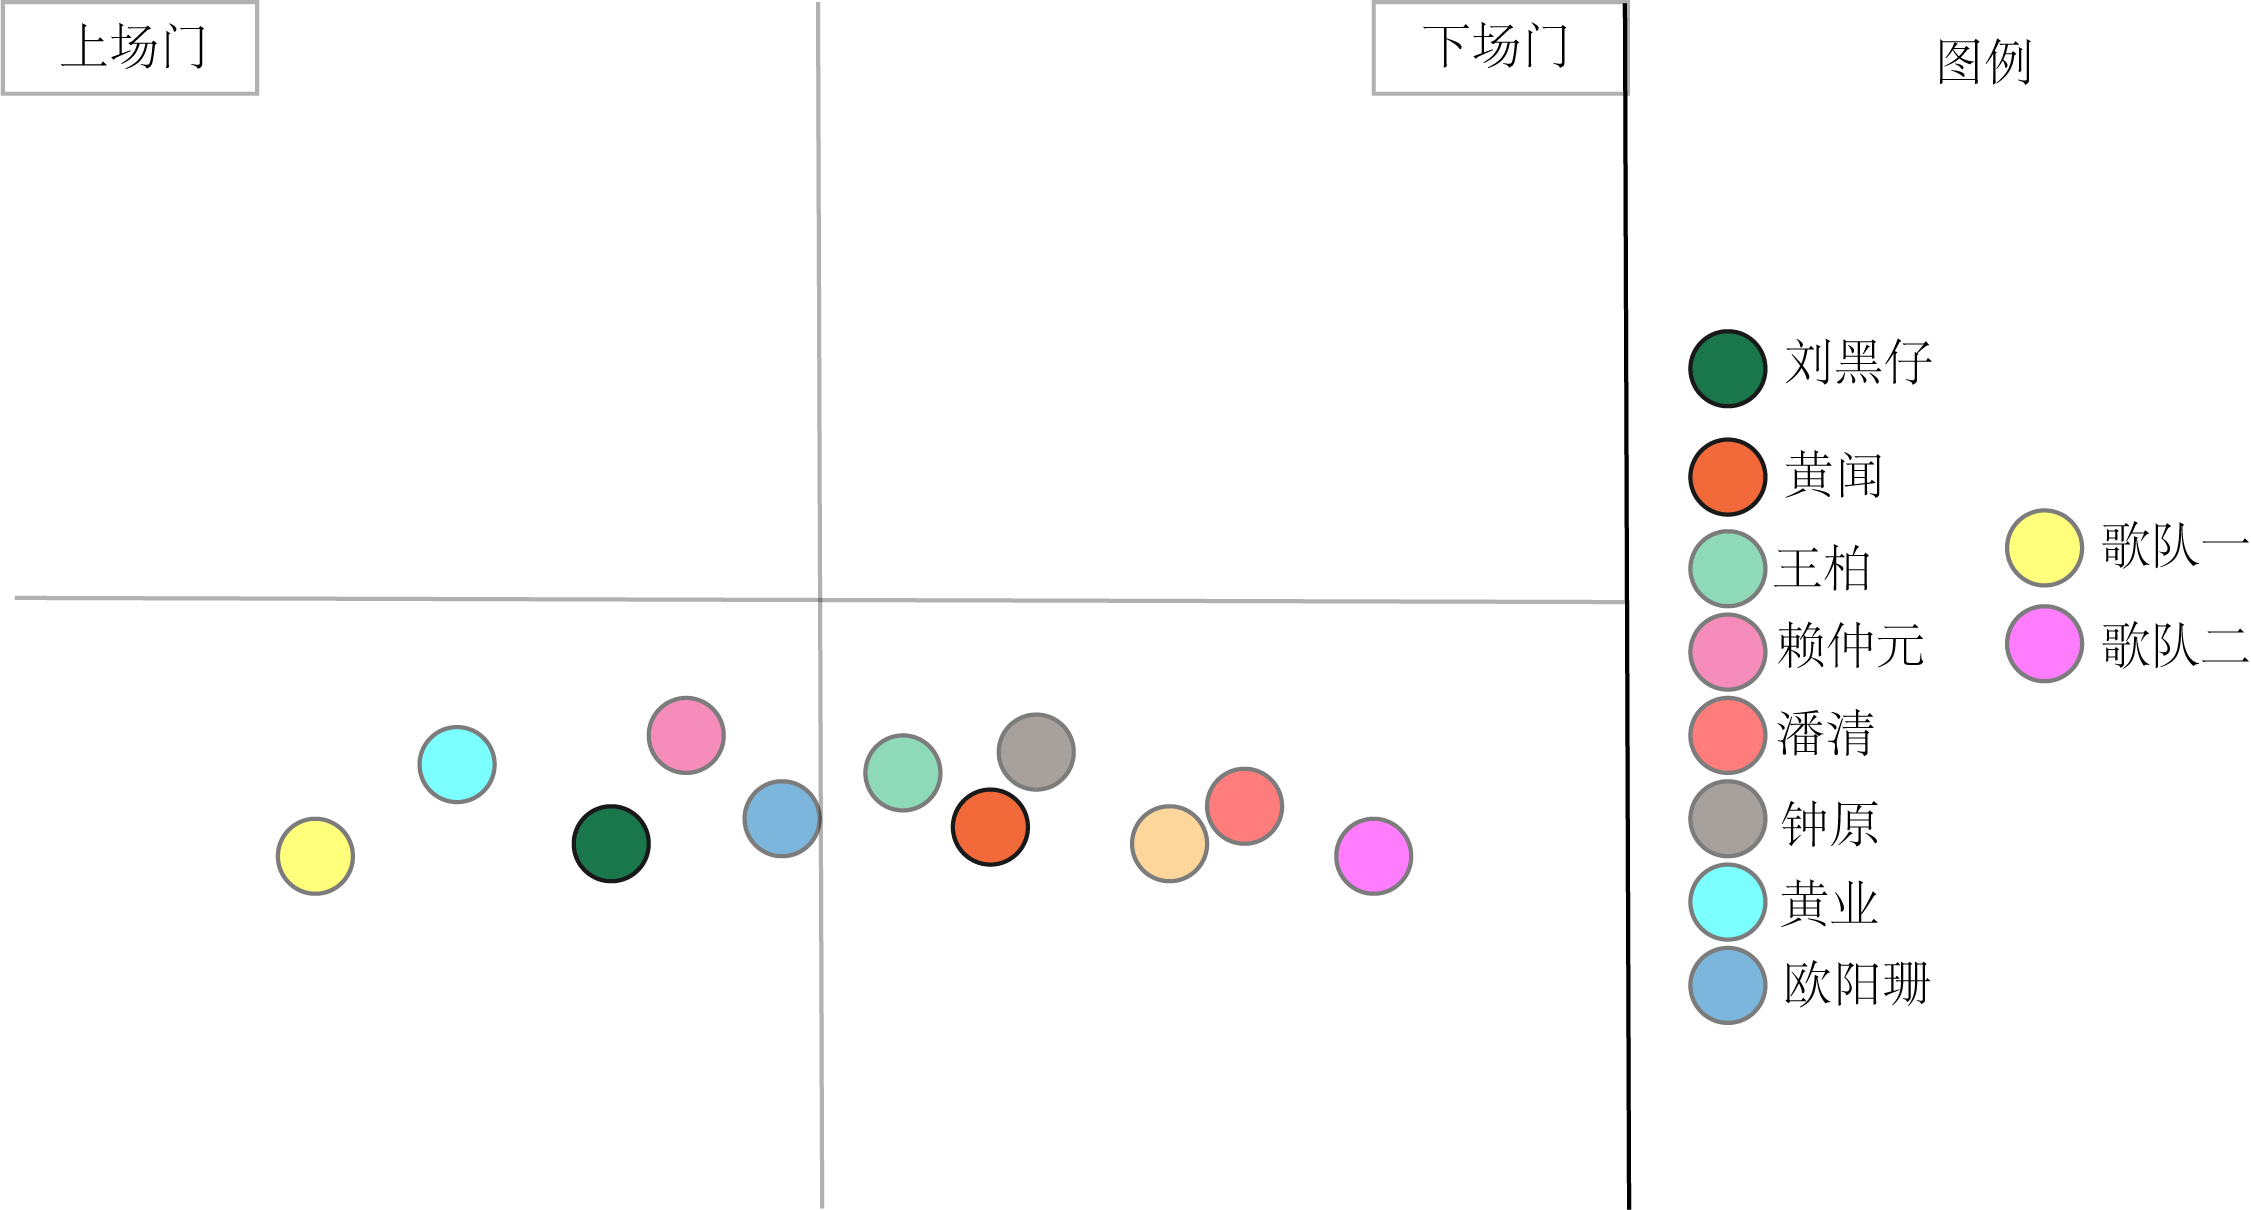 上场门
下场门
图例
刘黑仔
黄闻
王柏
赖仲元
潘清
钟原
黄业
欧阳珊
歌队一
歌队二